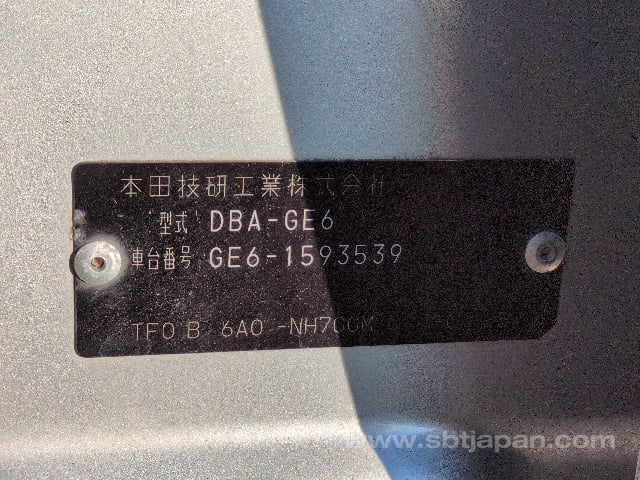 本田技研工業株式会社
型式 DBA-GE6
車台番号 GE6-1593539
TF0 B 6A0 -NH700M
www.sbtjapan.com